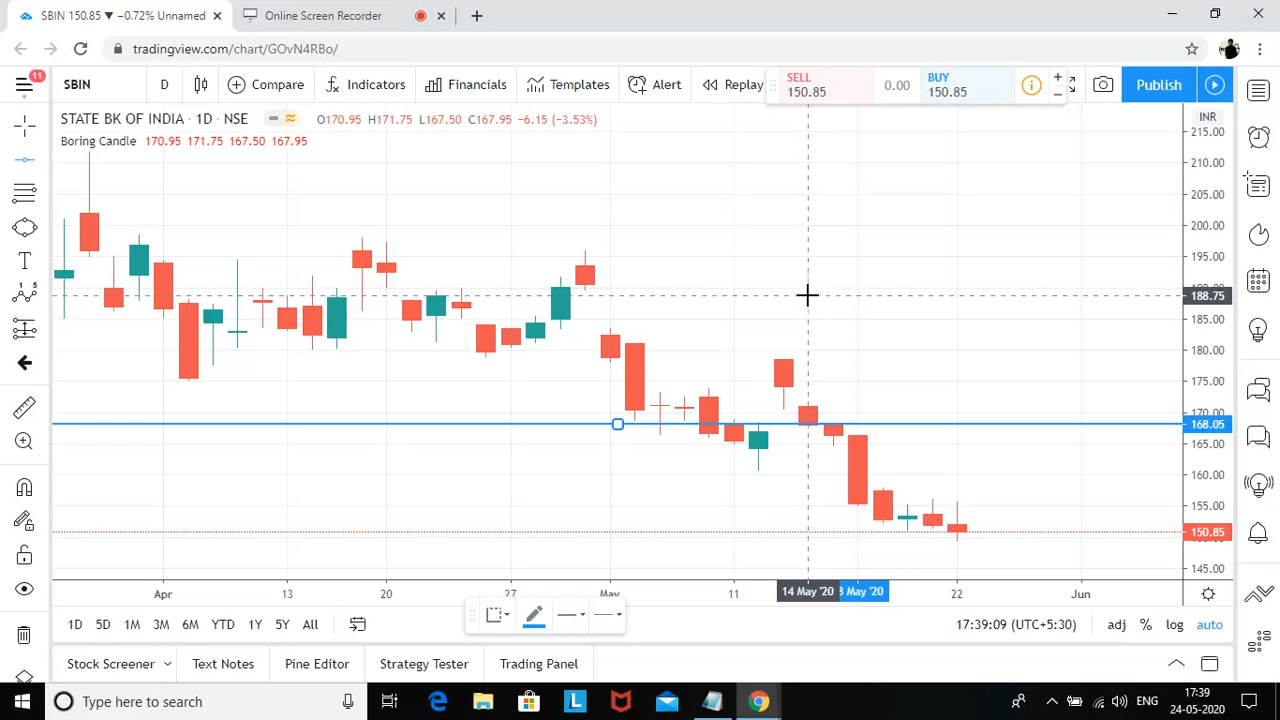 SBIN 150.85 ▼ −0.72% Unnamed
Online Screen Recorder
tradingview.com/chart/GOvN4RBo/
11
SBIN
D
Compare
Indicators
Financials
Templates
Alert
Replay
SELL
150.85
0.00
BUY
150.85
Publish
STATE BK OF INDIA · 1D · NSE
O170.95 H171.75 L167.50 C167.95 −6.15 (−3.53%)
Boring Candle 170.95 171.75 167.50 167.95
INR
215.00
210.00
205.00
200.00
195.00
188.75
185.00
180.00
175.00
170.00
168.05
165.00
160.00
155.00
150.85
145.00
Apr
13
20
27
May
11
14 May '20
8 May '20
22
Jun
1D
5D
1M
3M
6M
YTD
1Y
5Y
All
17:39:09 (UTC+5:30)
adj
%
log
auto
Stock Screener
Text Notes
Pine Editor
Strategy Tester
Trading Panel
Type here to search
ENG
17:39
24-05-2020